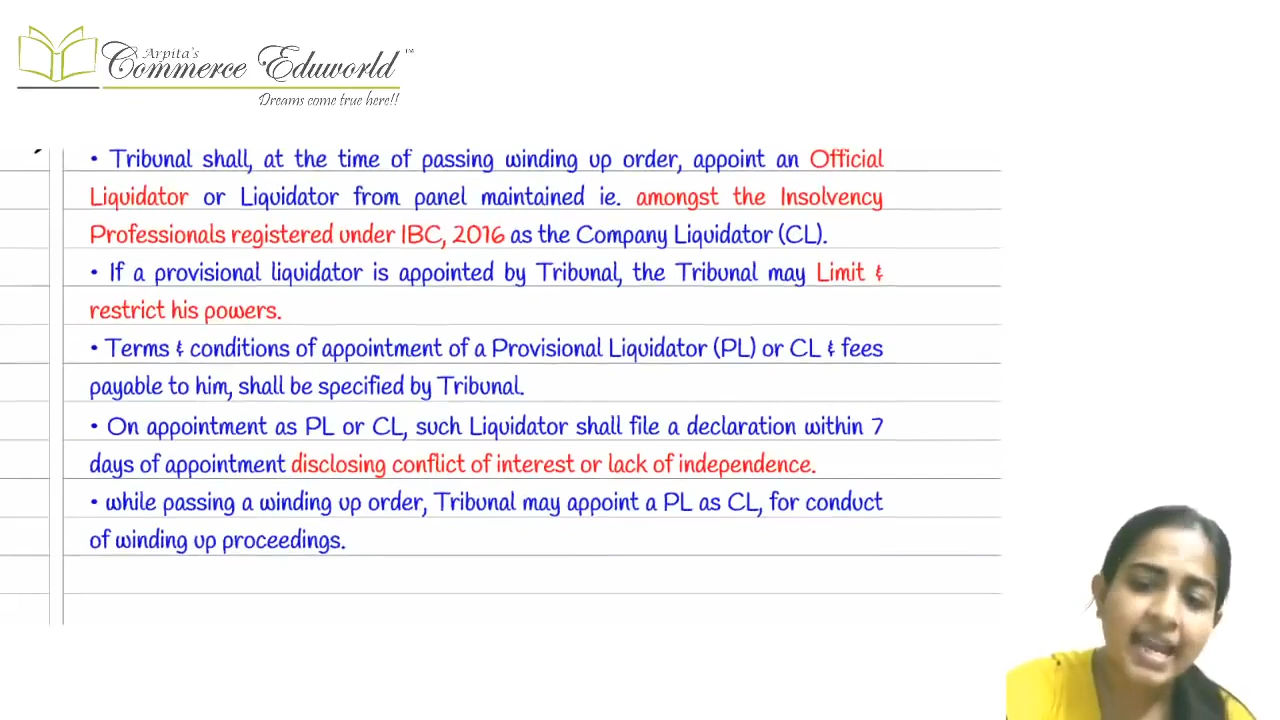 Arpita's
Commerce Eduworld™
Dreams come true here!!
• Tribunal shall, at the time of passing winding up order, appoint an Official
Liquidator or Liquidator from panel maintained ie. amongst the Insolvency
Professionals registered under IBC, 2016 as the Company Liquidator (CL).
• If a provisional liquidator is appointed by Tribunal, the Tribunal may Limit &
restrict his powers.
• Terms & conditions of appointment of a Provisional Liquidator (PL) or CL & fees
payable to him, shall be specified by Tribunal.
• On appointment as PL or CL, such Liquidator shall file a declaration within 7
days of appointment disclosing conflict of interest or lack of independence.
• while passing a winding up order, Tribunal may appoint a PL as CL, for conduct
of winding up proceedings.